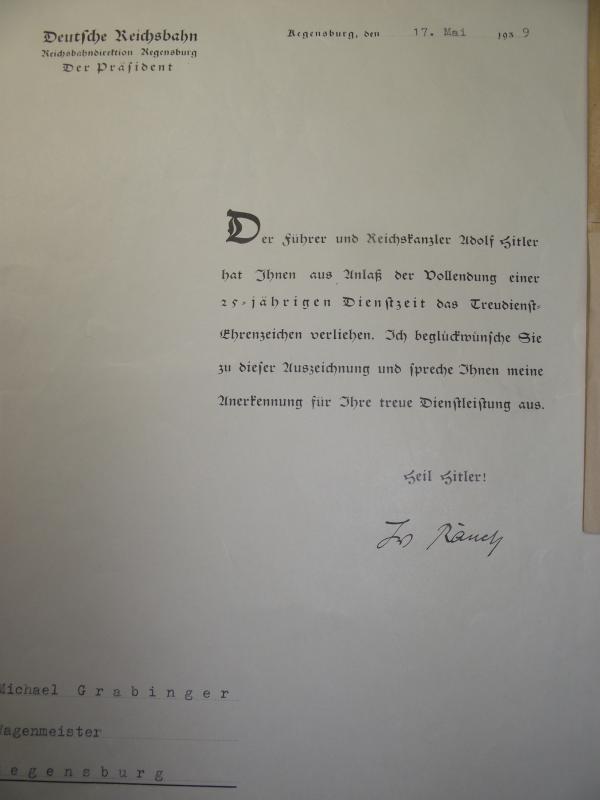 Deutsche Reichsbahn
Reichsbahndirektion Regensburg
Der Präsident
Regensburg, den 17. Mai 1939
Der Führer und Reichskanzler Adolf Hitler
hat Ihnen aus Anlaß der Vollendung einer
25-jährigen Dienstzeit das Treudienst-
Ehrenzeichen verliehen. Ich beglückwünsche Sie
zu dieser Auszeichnung und spreche Ihnen meine
Anerkennung für Ihre treue Dienstleistung aus.
Heil Hitler!
Michael Grabinger
Wagenmeister
Regensburg